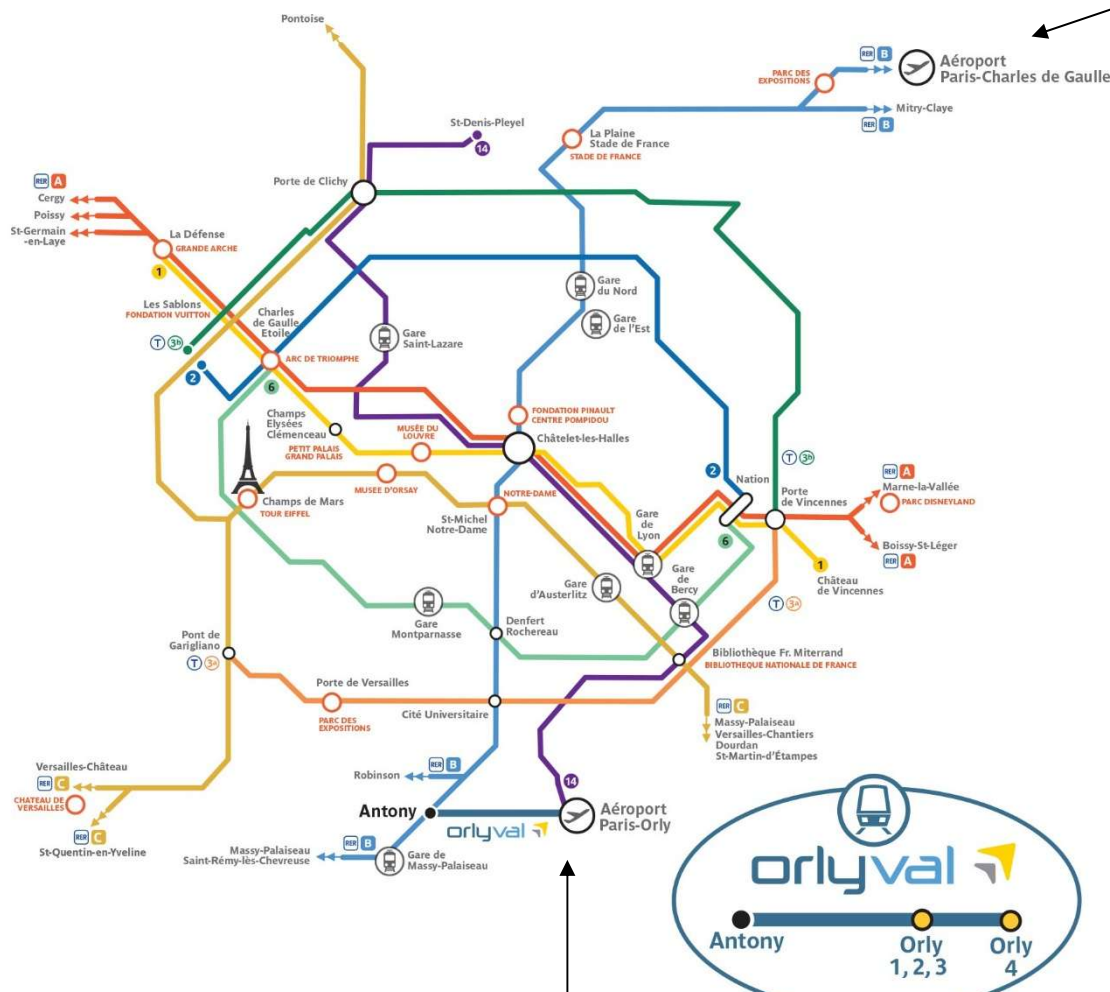 Pontoise
RER B
Aéroport
Paris-Charles de Gaulle
PARC DES
EXPOSITIONS
Mitry-Claye
RER B
St-Denis-Pleyel
14
La Plaine
Stade de France
STADE DE FRANCE
Porte de Clichy
RER A
Cergy
Poissy
St-Germain
-en-Laye
La Défense
GRANDE ARCHE
1
Les Sablons
FONDATION VUITTON
Charles
de Gaulle
Etoile
ARC DE TRIOMPHE
T 3b
2
6
Gare
du Nord
Gare
de l'Est
Gare
Saint-Lazare
Champs
Elysées
Clémenceau
PETIT PALAIS
GRAND PALAIS
MUSÉE DU
LOUVRE
FONDATION PINAULT
CENTRE POMPIDOU
Châtelet-les-Halles
Champs de Mars
TOUR EIFFEL
MUSEE D'ORSAY
NOTRE-DAME
St-Michel
Notre-Dame
Gare
de
Lyon
2
Nation
6
T 3b
Porte
de Vincennes
RER A
Marne-la-Vallée
PARC DISNEYLAND
Boissy-St-Léger
RER A
1
Château
de Vincennes
T 3a
Gare
de
Bercy
Gare
d'Austerlitz
Gare
Montparnasse
Denfert
Rochereau
Bibliothèque Fr. Miterrand
BIBLIOTHEQUE NATIONALE DE FRANCE
Pont de
Garigliano
T 3a
Porte de Versailles
PARC DES
EXPOSITIONS
Cité Universitaire
RER C
Massy-Palaiseau
Versailles-Chantiers
Dourdan
St-Martin-d'Étampes
Versailles-Château
RER C
CHATEAU DE
VERSAILLES
RER C
St-Quentin-en-Yveline
Robinson
RER B
14
Antony
orlyval
Aéroport
Paris-Orly
Massy-Palaiseau
Saint-Rémy-lès-Chevreuse
RER B
Gare de
Massy-Palaiseau
orlyval
Antony
Orly
1, 2, 3
Orly
4